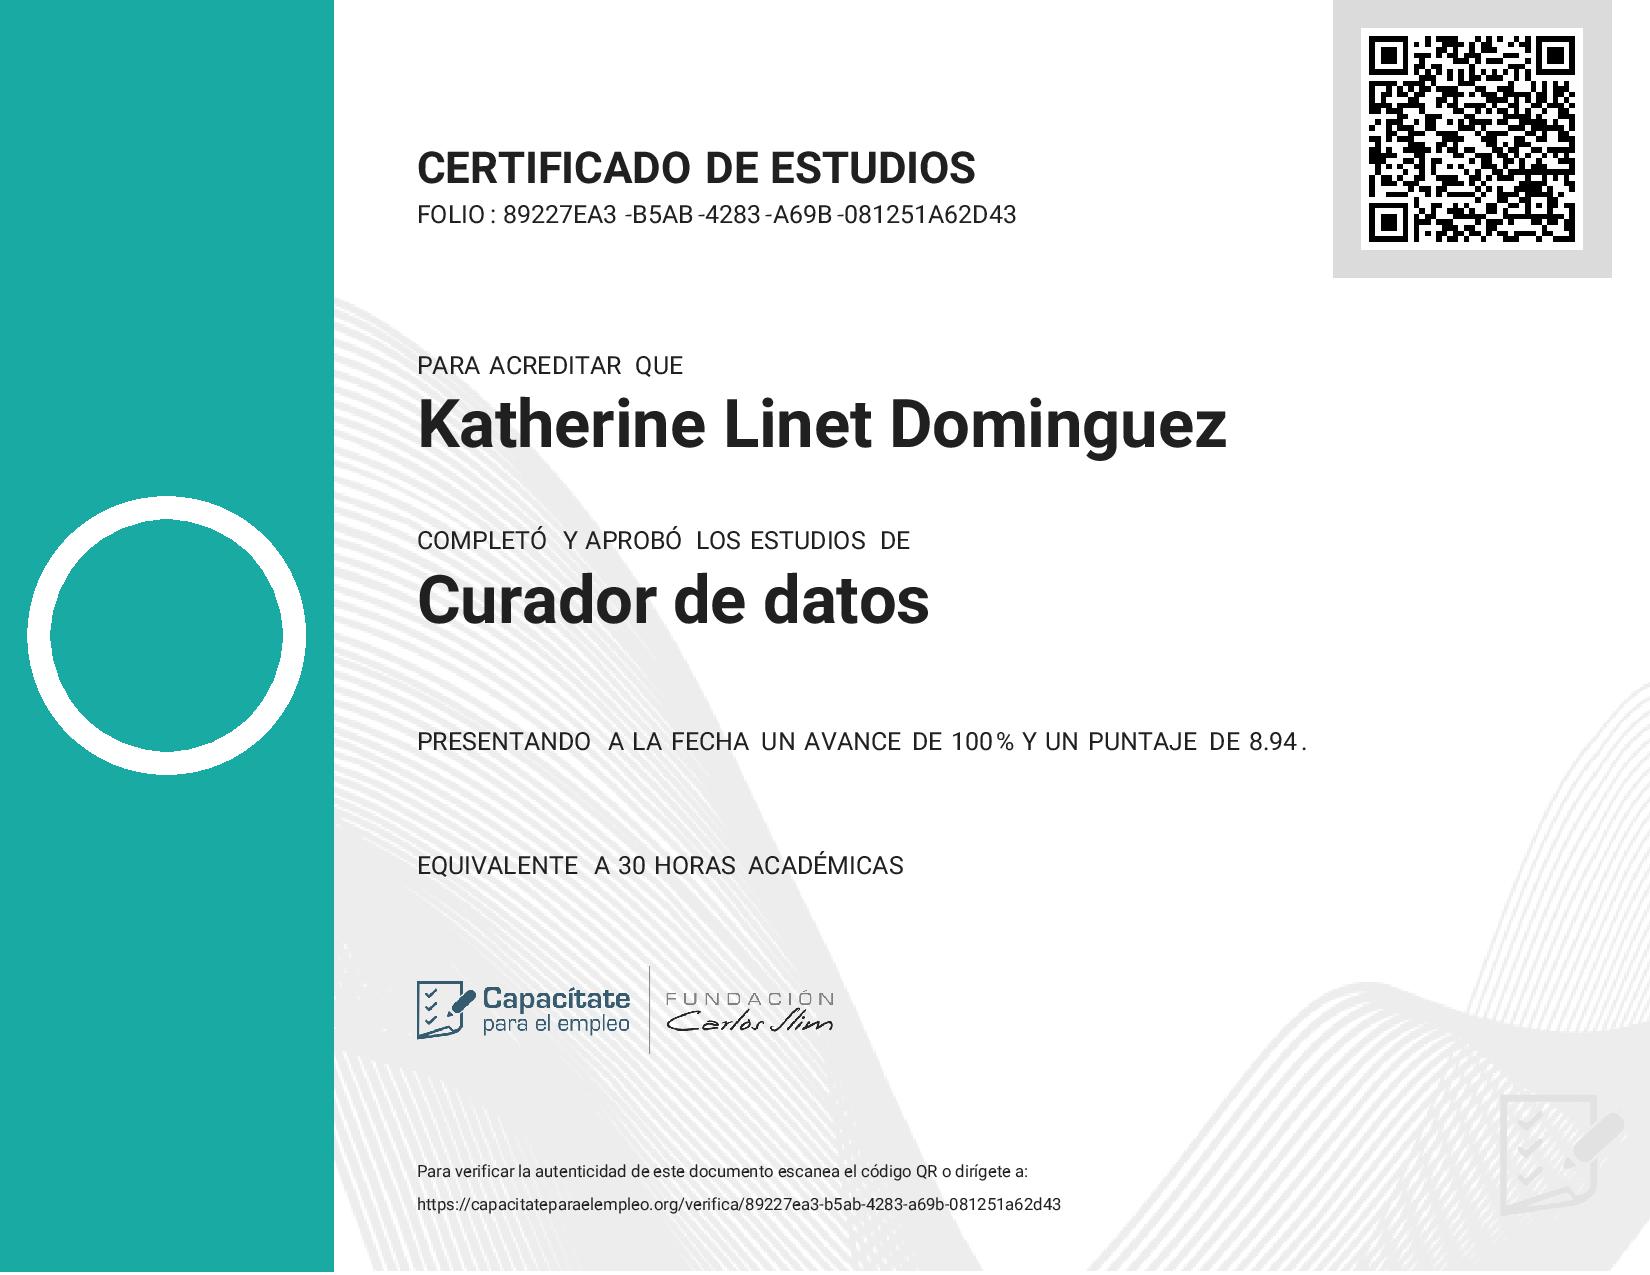 CERTIFICADO DE ESTUDIOS
FOLIO : 89227EA3 -B5AB -4283 -A69B -081251A62D43
PARA ACREDITAR QUE
Katherine Linet Dominguez
COMPLETÓ Y APROBÓ LOS ESTUDIOS DE
Curador de datos
PRESENTANDO A LA FECHA UN AVANCE DE 100% Y UN PUNTAJE DE 8.94.
EQUIVALENTE A 30 HORAS ACADÉMICAS
Capacítate
para el empleo
FUNDACIÓN
Carlos Slim
Para verificar la autenticidad de este documento escanea el código QR o dirígete a:
https://capacitateparaelempleo.org/verifica/89227ea3-b5ab-4283-a69b-081251a62d43